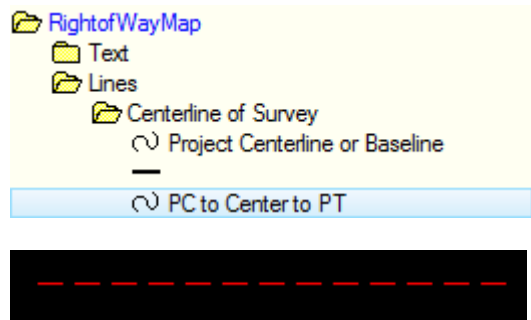 RightofWayMap
Text
Lines
Centerline of Survey
Project Centerline or Baseline
PC to Center to PT